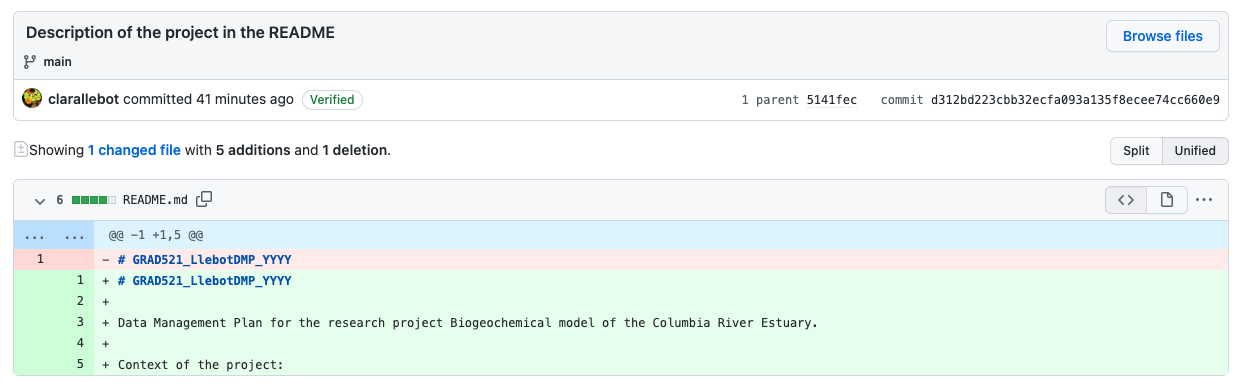 Description of the project in the README
Browse files
main
clarallebot committed 41 minutes ago Verified 1 parent 5141fec commit d312bd223cbb32ecfa093a135f8ecee74cc660e9
Showing 1 changed file with 5 additions and 1 deletion.
Split Unified
6 README.md
... ... @@ -1 +1,5 @@
1 - # GRAD521_LlebotDMP_YYYY
1 + # GRAD521_LlebotDMP_YYYY
2 +
3 + Data Management Plan for the research project Biogeochemical model of the Columbia River Estuary.
4 +
5 + Context of the project: